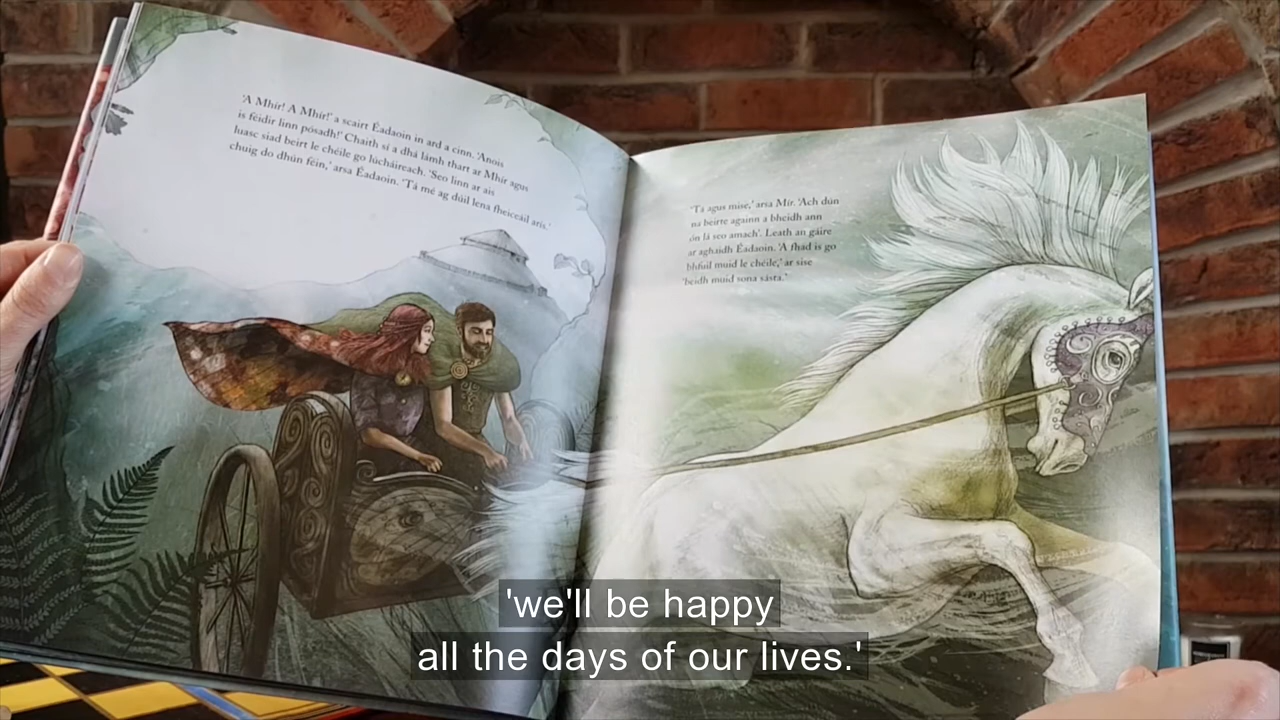 'A Mhír! A Mhír!' a scairt Éadaoin in ard a cinn. 'Anois
is féidir linn pósadh!' Chaith sí a dhá lámh thart ar Mhír agus
luasc siad beirt le chéile go lúcháireach. 'Seo linn ar ais
chuig do dhún féin,' arsa Éadaoin. 'Tá mé ag dúil lena fheiceáil arís.'
'Tá agus mise,' arsa Mír. 'Ach dún
na beirte againn a bheidh ann
ón lá seo amach'. Leath an gáire
ar aghaidh Éadaoin. 'A fhad is go
bhfuil muid le chéile,' ar sise
'beidh muid sona sásta.'
'we'll be happy
all the days of our lives.'